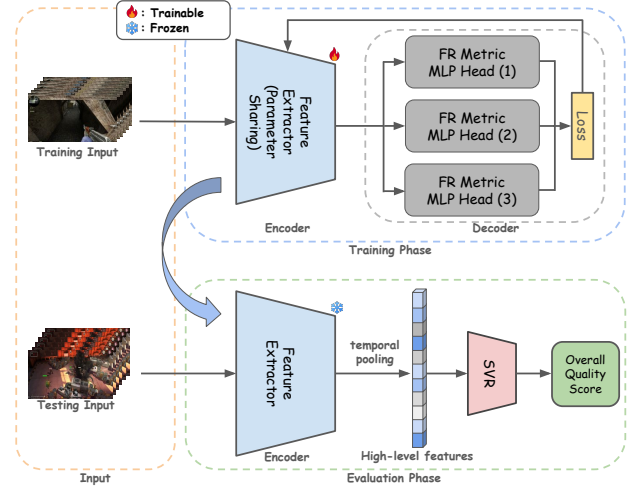 : Trainable
: Frozen
Training Input
Feature
Extractor
(Parameter
Sharing)
Encoder
FR Metric
MLP Head (1)
FR Metric
MLP Head (2)
FR Metric
MLP Head (3)
Decoder
Loss
Training Phase
Testing Input
Input
Feature
Extractor
Encoder
temporal
pooling
High-level features
SVR
Overall
Quality
Score
Evaluation Phase